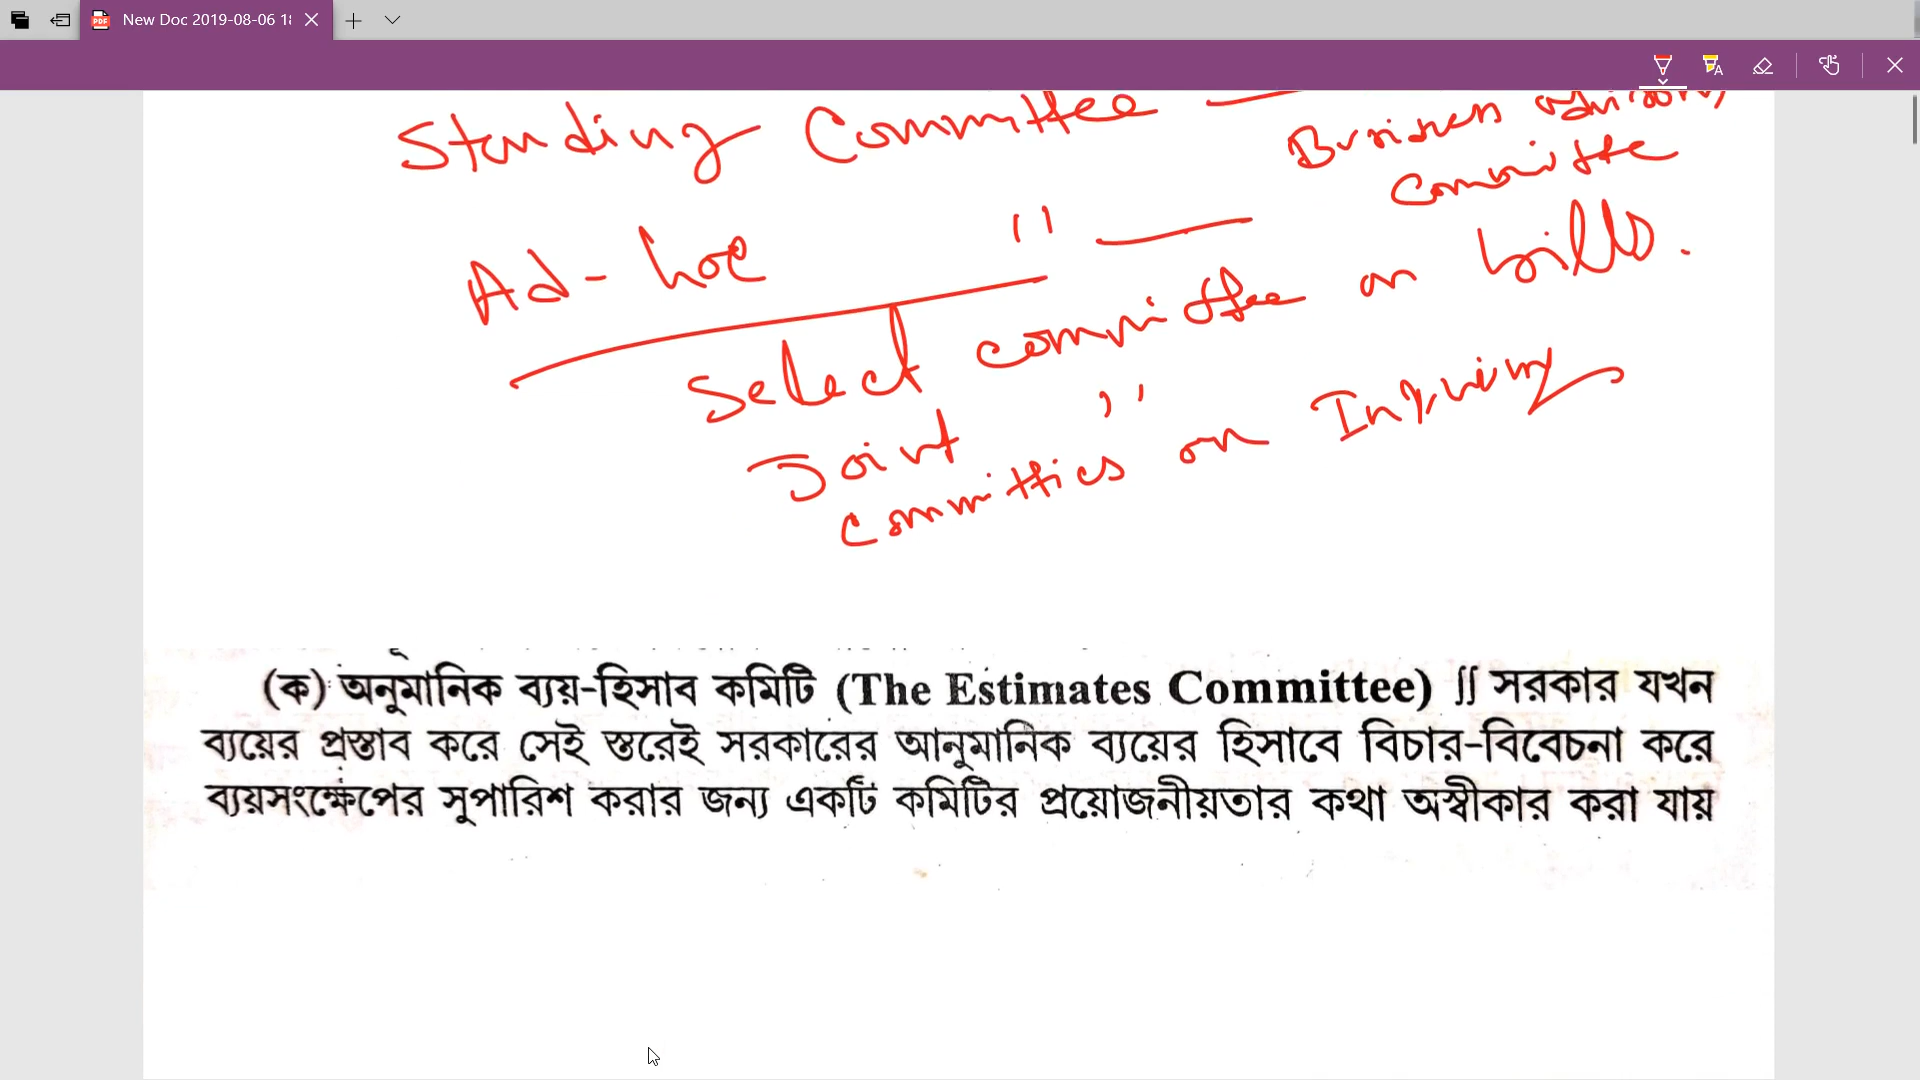 New Doc 2019-08-06 18
Standing Committee —
Business advisory
committee
Ad-hoc " —
Select committee on bills.
Joint "
Committies on Inquiry
(ক) অনুমানিক ব্যয়-হিসাব কমিটি (The Estimates Committee) ॥ সরকার যখন
ব্যয়ের প্রস্তাব করে সেই স্তরেই সরকারের আনুমানিক ব্যয়ের হিসাবে বিচার-বিবেচনা করে
ব্যয়সংক্ষেপের সুপারিশ করার জন্য একটি কমিটির প্রয়োজনীয়তার কথা অস্বীকার করা যায়